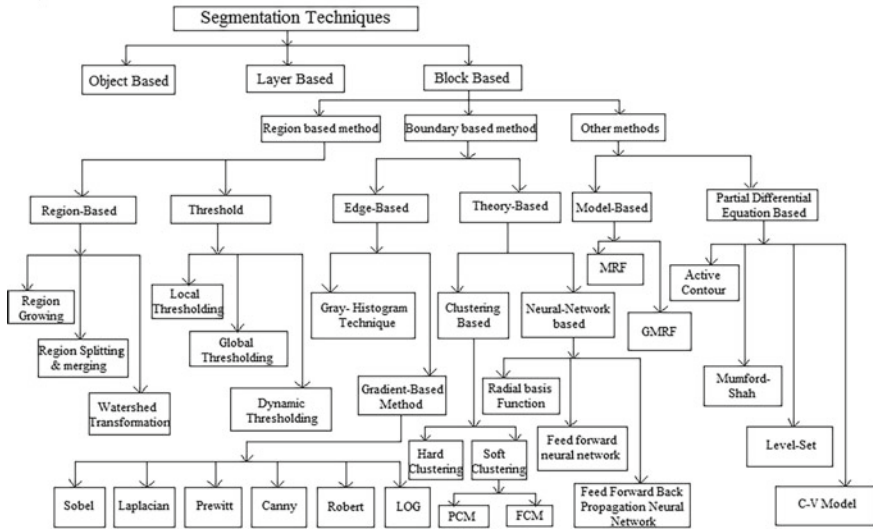 Segmentation Techniques
Object Based
Layer Based
Block Based
Region based method
Boundary based method
Other methods
Region-Based
Threshold
Edge-Based
Theory-Based
Model-Based
Partial Differential
Equation Based
Region
Growing
Region Splitting
& merging
Watershed
Transformation
Local
Thresholding
Global
Thresholding
Dynamic
Thresholding
Gray- Histogram
Technique
Gradient-Based
Method
Clustering
Based
Neural-Network
based
MRF
GMRF
Active
Contour
Mumford-
Shah
Level-Set
C-V Model
Radial basis
Function
Feed forward
neural network
Feed Forward Back
Propagation Neural
Network
Hard
Clustering
Soft
Clustering
PCM
FCM
Sobel
Laplacian
Prewitt
Canny
Robert
LOG